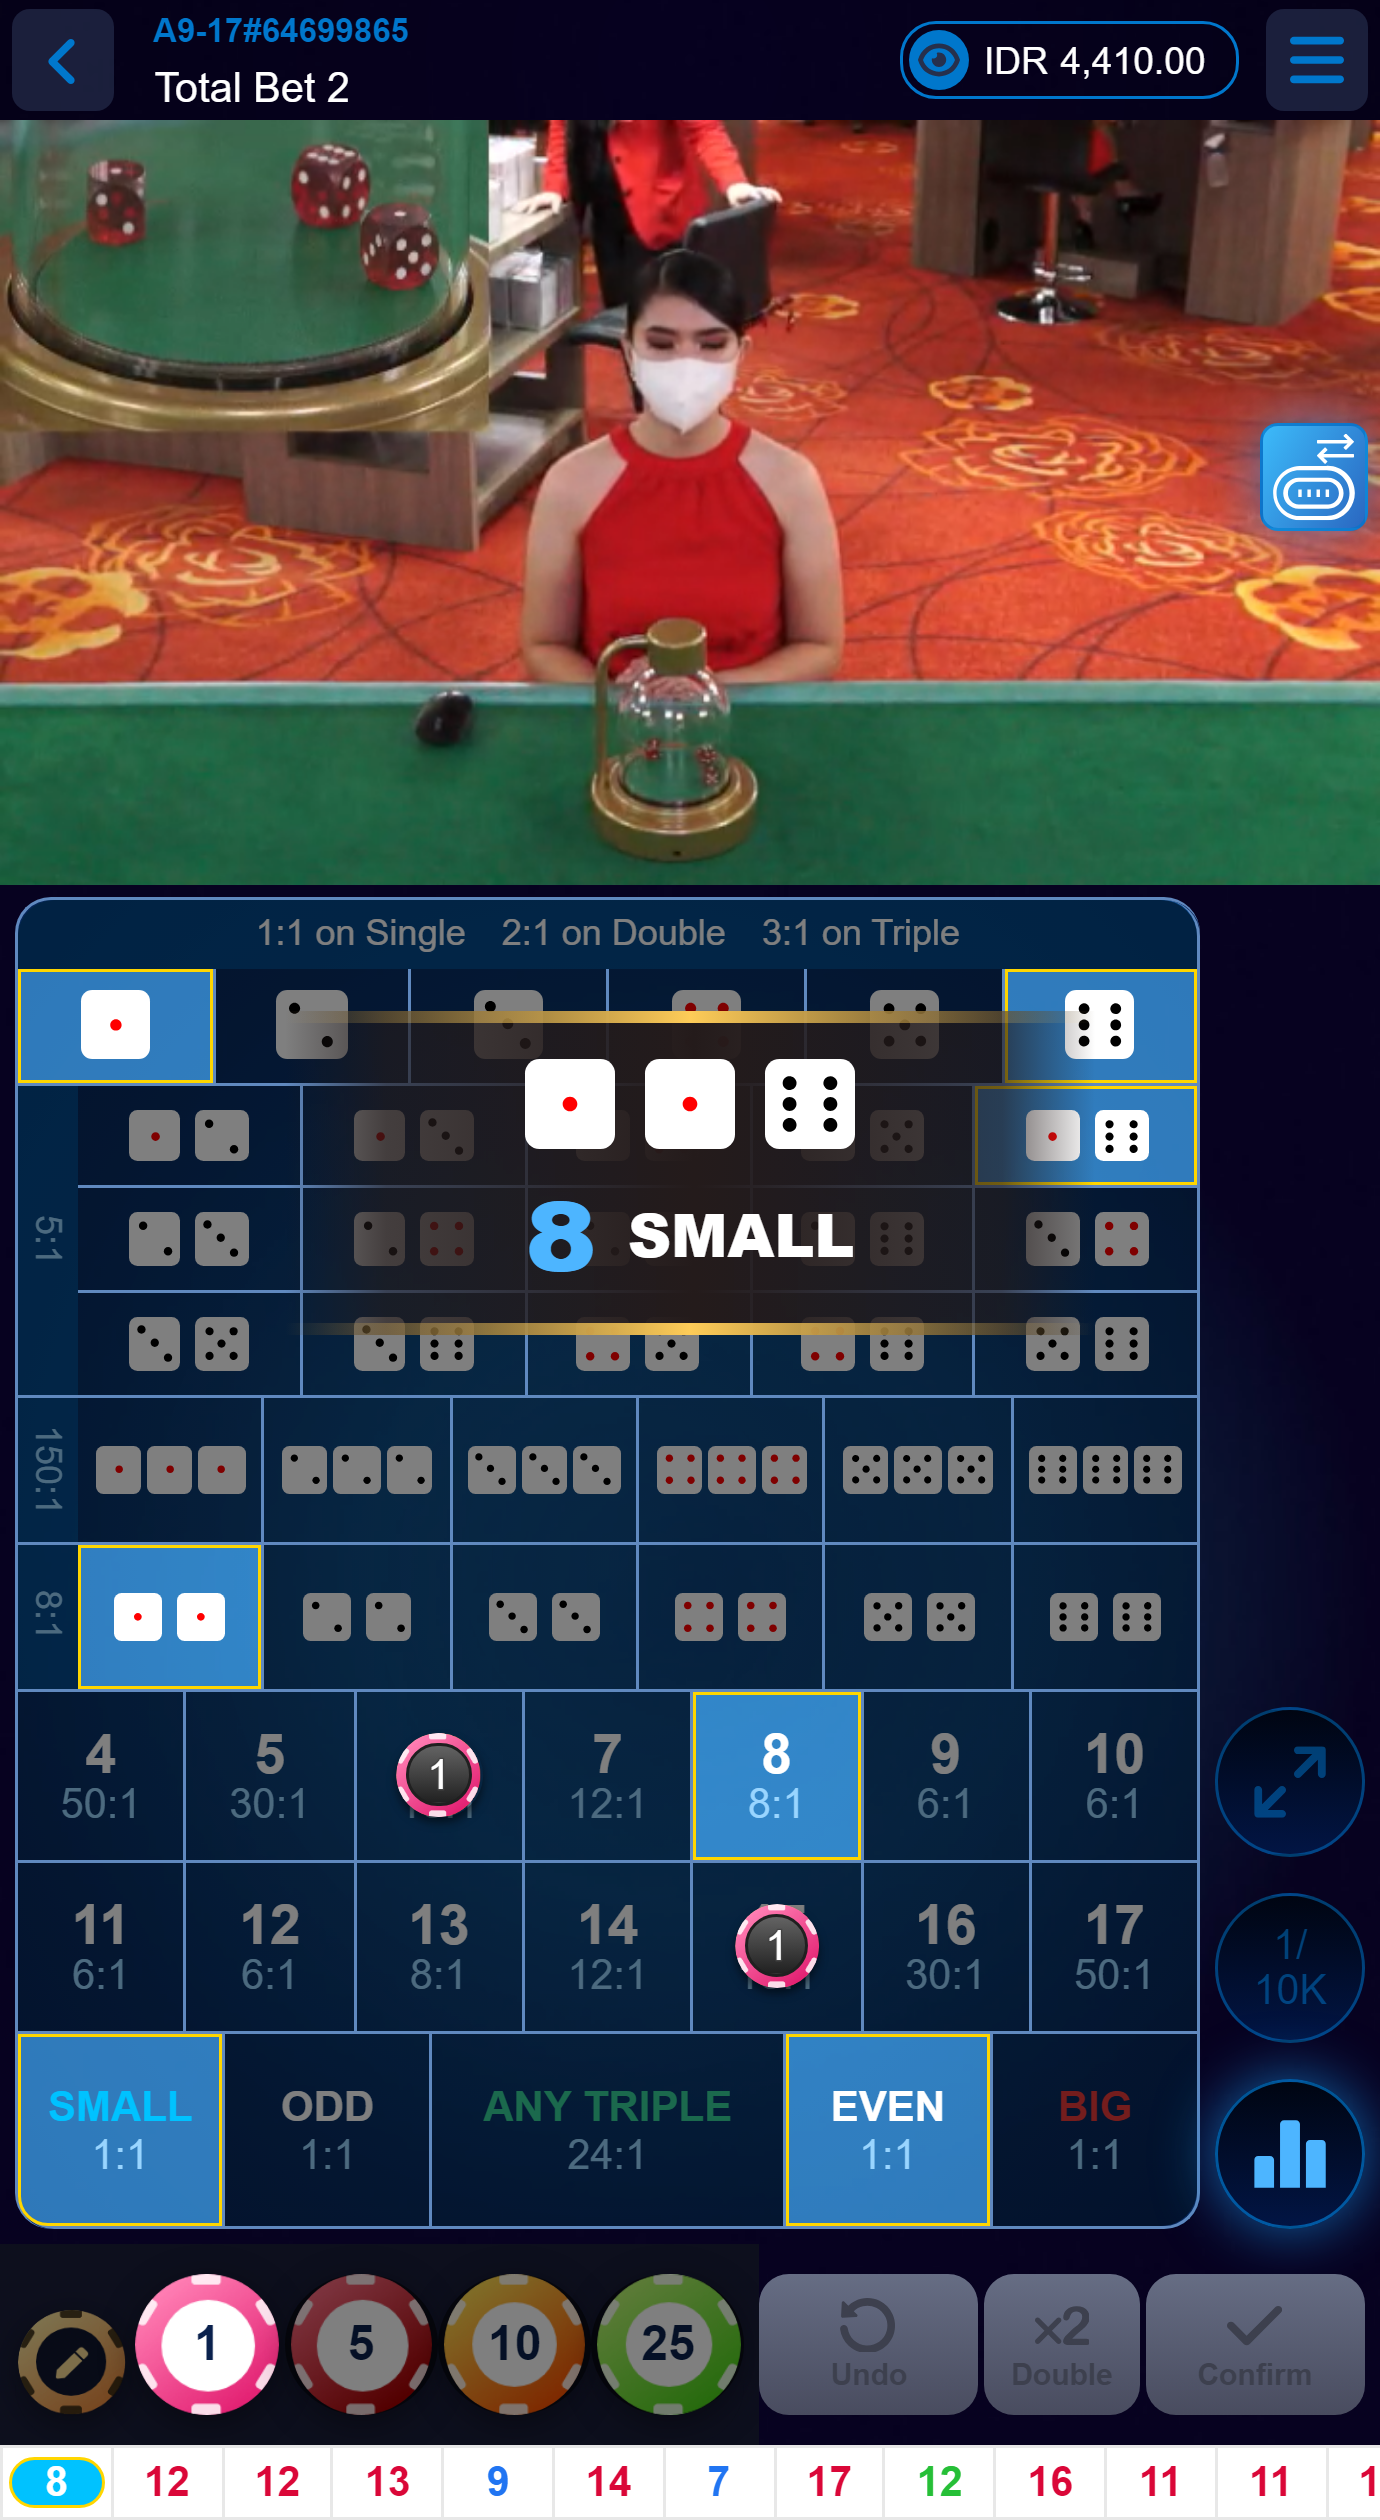 A9-17#64699865
Total Bet 2
IDR 4,410.00
1:1 on Single 2:1 on Double 3:1 on Triple
8 SMALL
5:1
150:1
8:1
4 5 1 7 8 9 10
50:1 30:1 12:1 8:1 6:1 6:1
11 12 13 14 1 16 17
6:1 6:1 8:1 12:1 30:1 50:1
1/
10K
SMALL ODD ANY TRIPLE EVEN BIG
1:1 1:1 24:1 1:1 1:1
1 5 10 25
x2
Undo Double Confirm
8 12 12 13 9 14 7 17 12 16 11 11